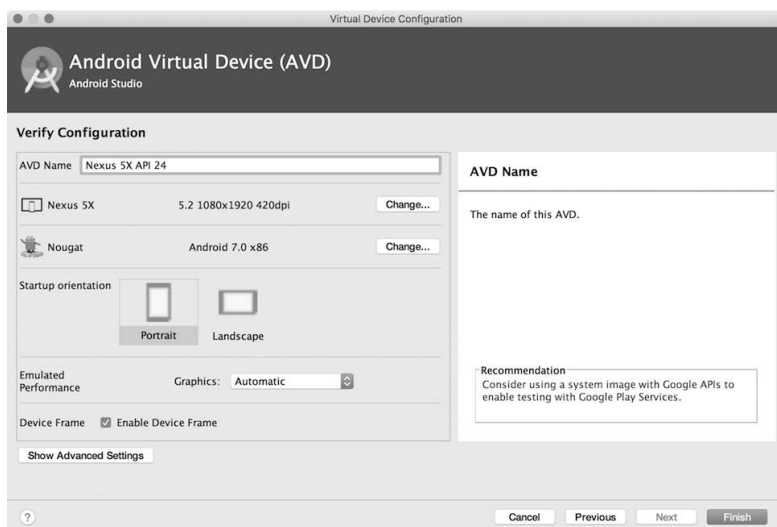 Virtual Device Configuration
Android Virtual Device (AVD)
Android Studio
Verify Configuration
AVD Name Nexus 5X API 24
Nexus 5X 5.2 1080x1920 420dpi Change...
Nougat Android 7.0 x86 Change...
Startup orientation
Portrait Landscape
Emulated
Performance
Graphics: Automatic
Device Frame Enable Device Frame
Show Advanced Settings
AVD Name
The name of this AVD.
Recommendation
Consider using a system image with Google APIs to
enable testing with Google Play Services.
? Cancel Previous Next Finish